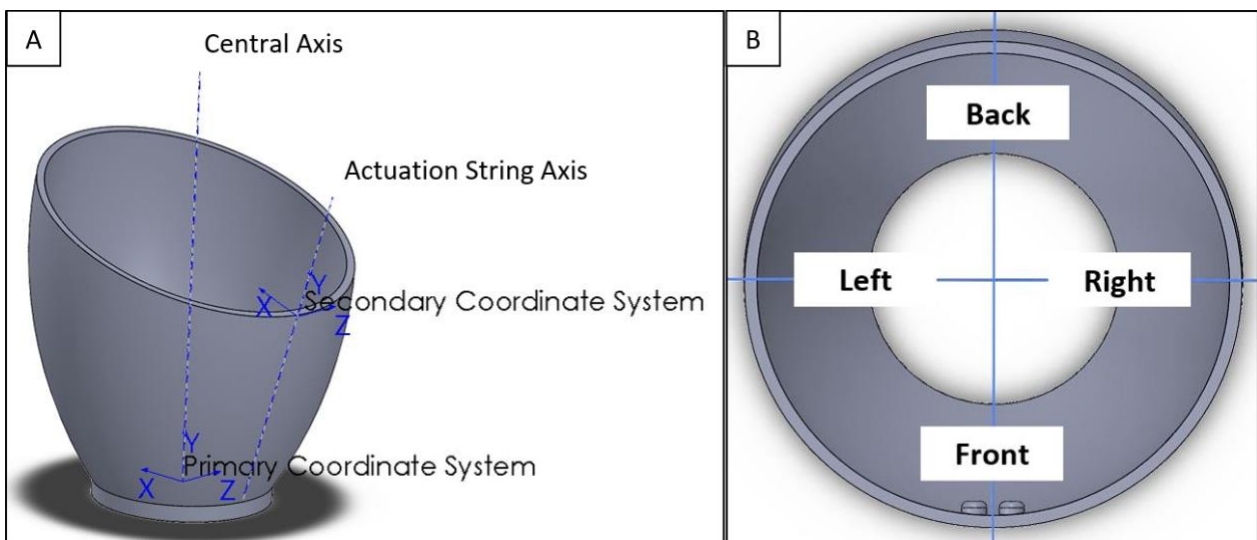 A
Central Axis
Actuation String Axis
Y
X
Secondary Coordinate System
Z
Y
Primary Coordinate System
X
Z
B
Back
Left
Right
Front